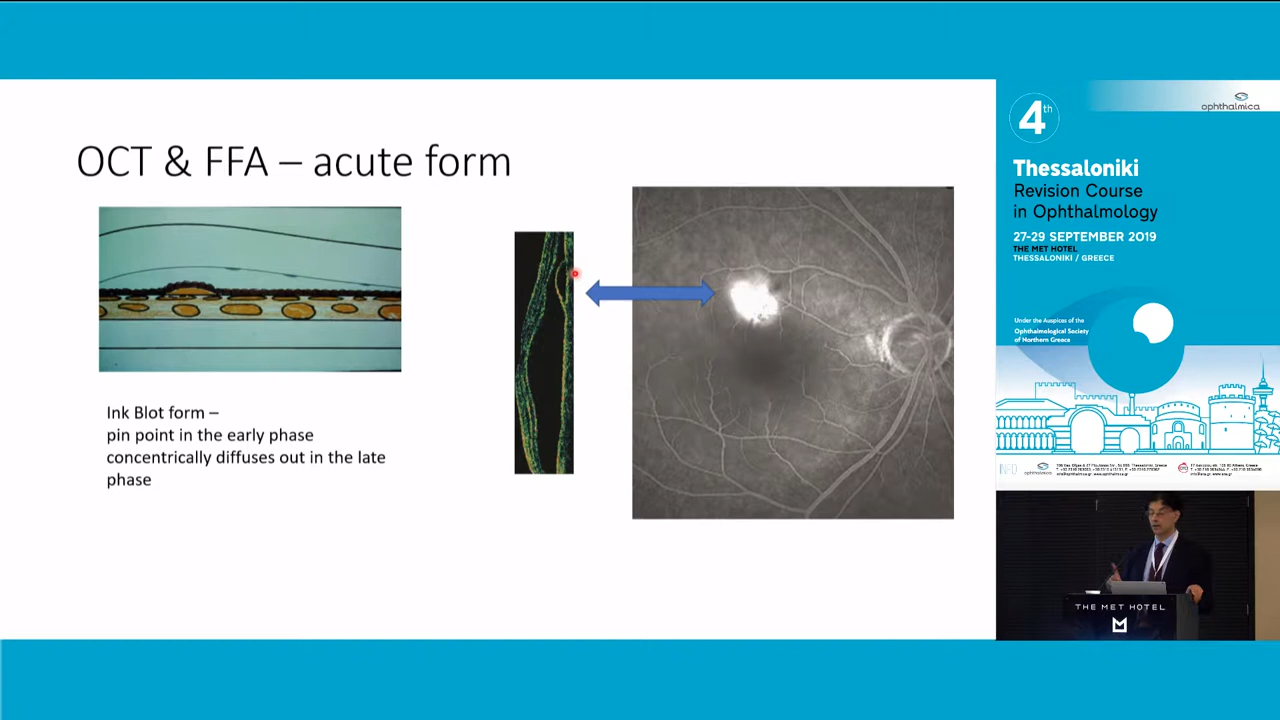 OCT & FFA – acute form
Ink Blot form –
pin point in the early phase
concentrically diffuses out in the late
phase
ophthalmica
4th
Thessaloniki
Revision Course
in Ophthalmology
27-29 SEPTEMBER 2019
THE MET HOTEL
THESSALONIKI / GREECE
Under the Auspices of the
Ophthalmological Society
of Northern Greece
INFO
ophthalmica
THE MET HOTEL